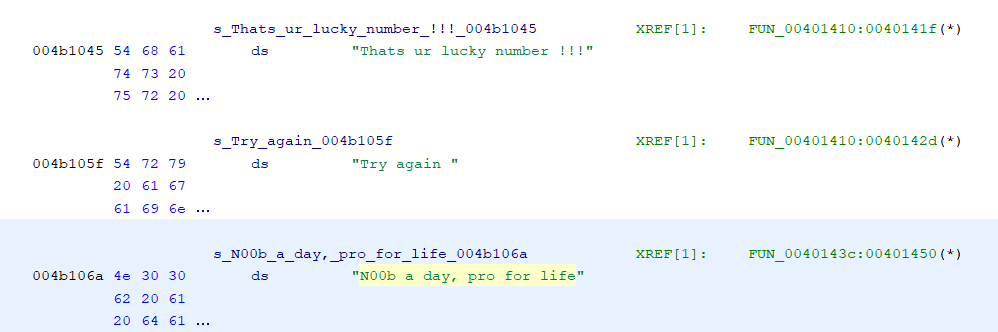 s_Thats_ur_lucky_number_!!!_004b1045 XREF[1]: FUN_00401410:0040141f(*)
004b1045 54 68 61 ds "Thats ur lucky number !!!"
74 73 20
75 72 20 ...
s_Try_again_004b105f XREF[1]: FUN_00401410:0040142d(*)
004b105f 54 72 79 ds "Try again "
20 61 67
61 69 6e ...
s_N00b_a_day,_pro_for_life_004b106a XREF[1]: FUN_0040143c:00401450(*)
004b106a 4e 30 30 ds "N00b a day, pro for life"
62 20 61
20 64 61 ...